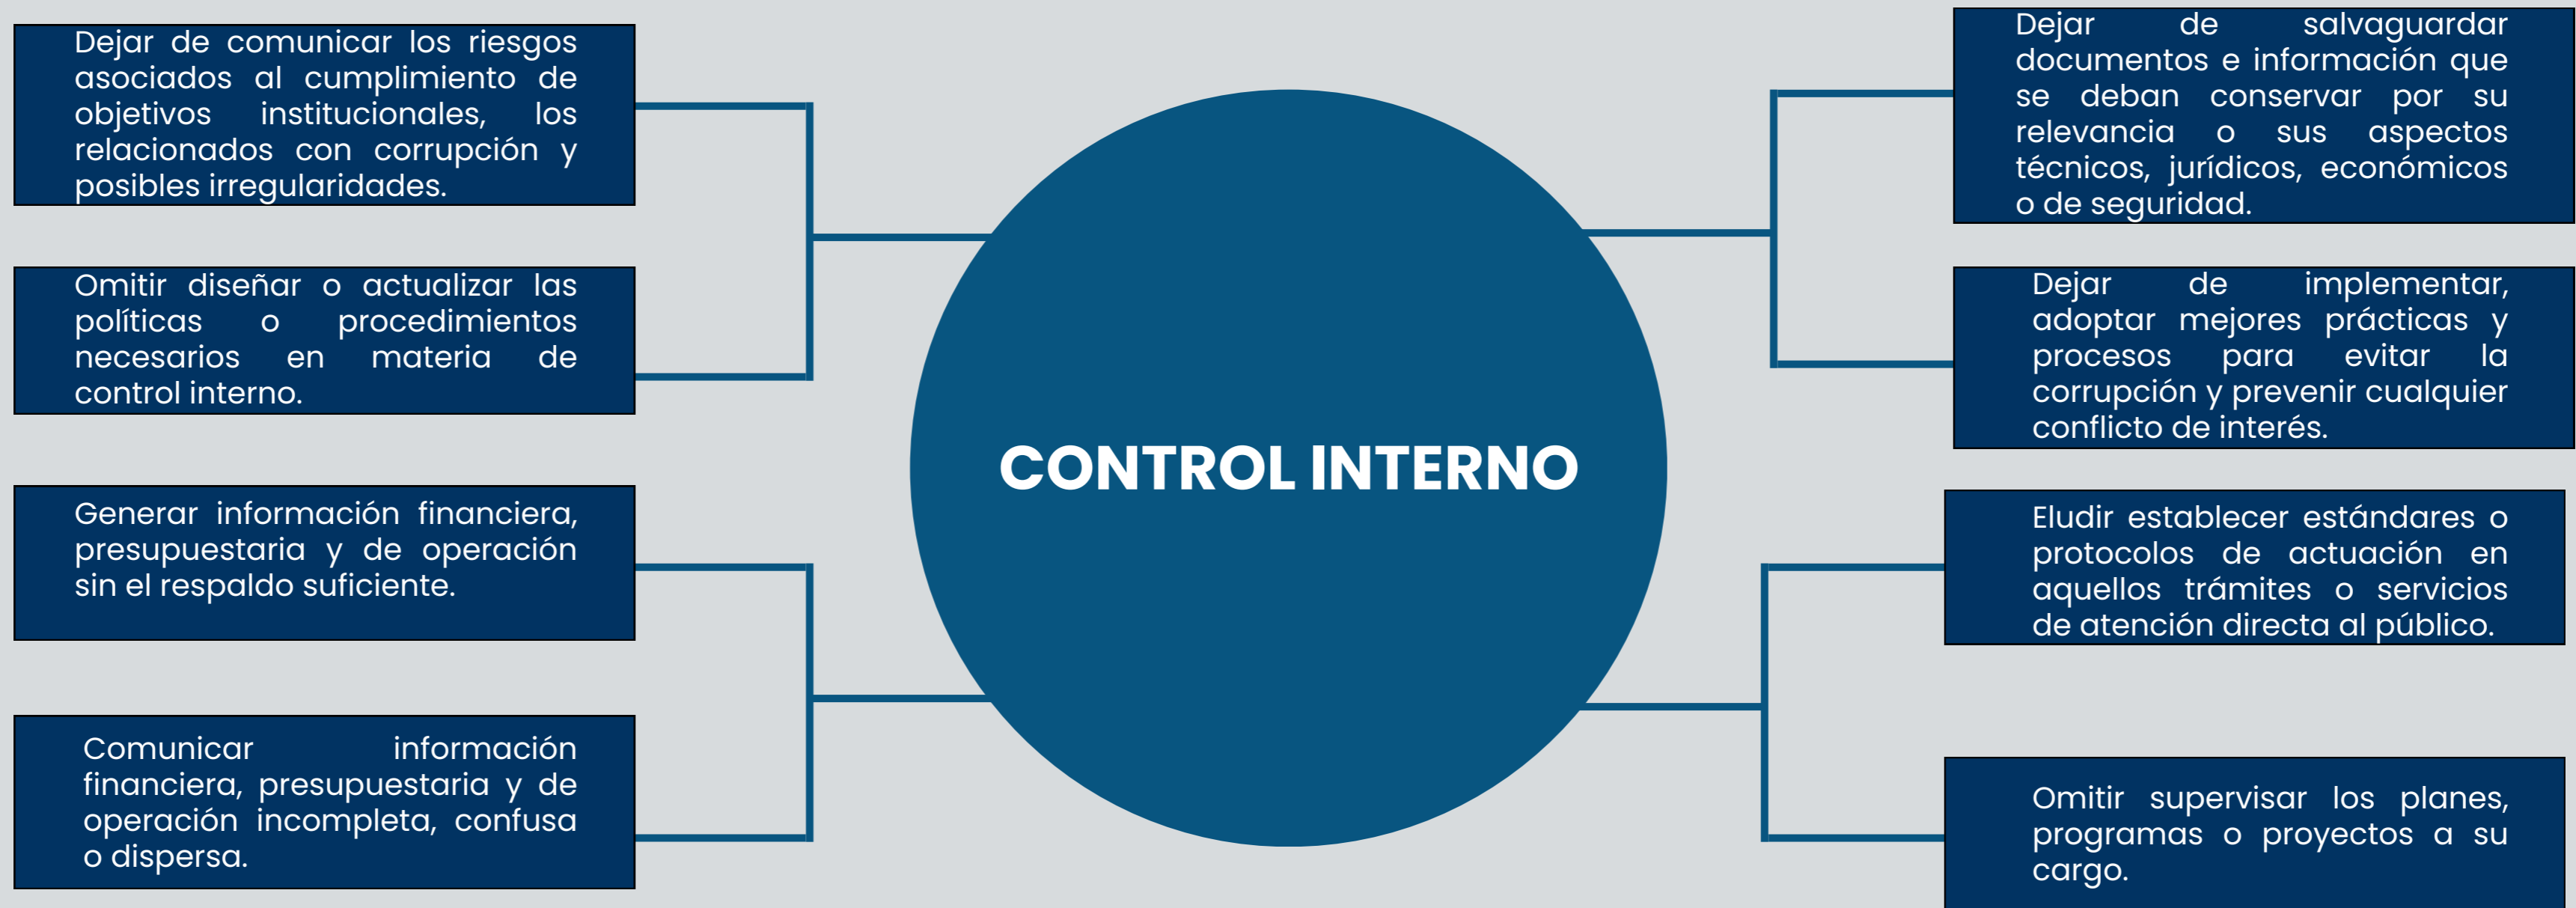 Dejar de comunicar los riesgos
asociados al cumplimiento de
objetivos institucionales, los
relacionados con corrupción y
posibles irregularidades.
Omitir diseñar o actualizar las
políticas o procedimientos
necesarios en materia de
control interno.
Generar información financiera,
presupuestaria y de operación
sin el respaldo suficiente.
Comunicar información
financiera, presupuestaria y de
operación incompleta, confusa
o dispersa.
CONTROL INTERNO
Dejar de salvaguardar
documentos e información que
se deban conservar por su
relevancia o sus aspectos
técnicos, jurídicos, económicos
o de seguridad.
Dejar de implementar,
adoptar mejores prácticas y
procesos para evitar la
corrupción y prevenir cualquier
conflicto de interés.
Eludir establecer estándares o
protocolos de actuación en
aquellos trámites o servicios
de atención directa al público.
Omitir supervisar los planes,
programas o proyectos a su
cargo.